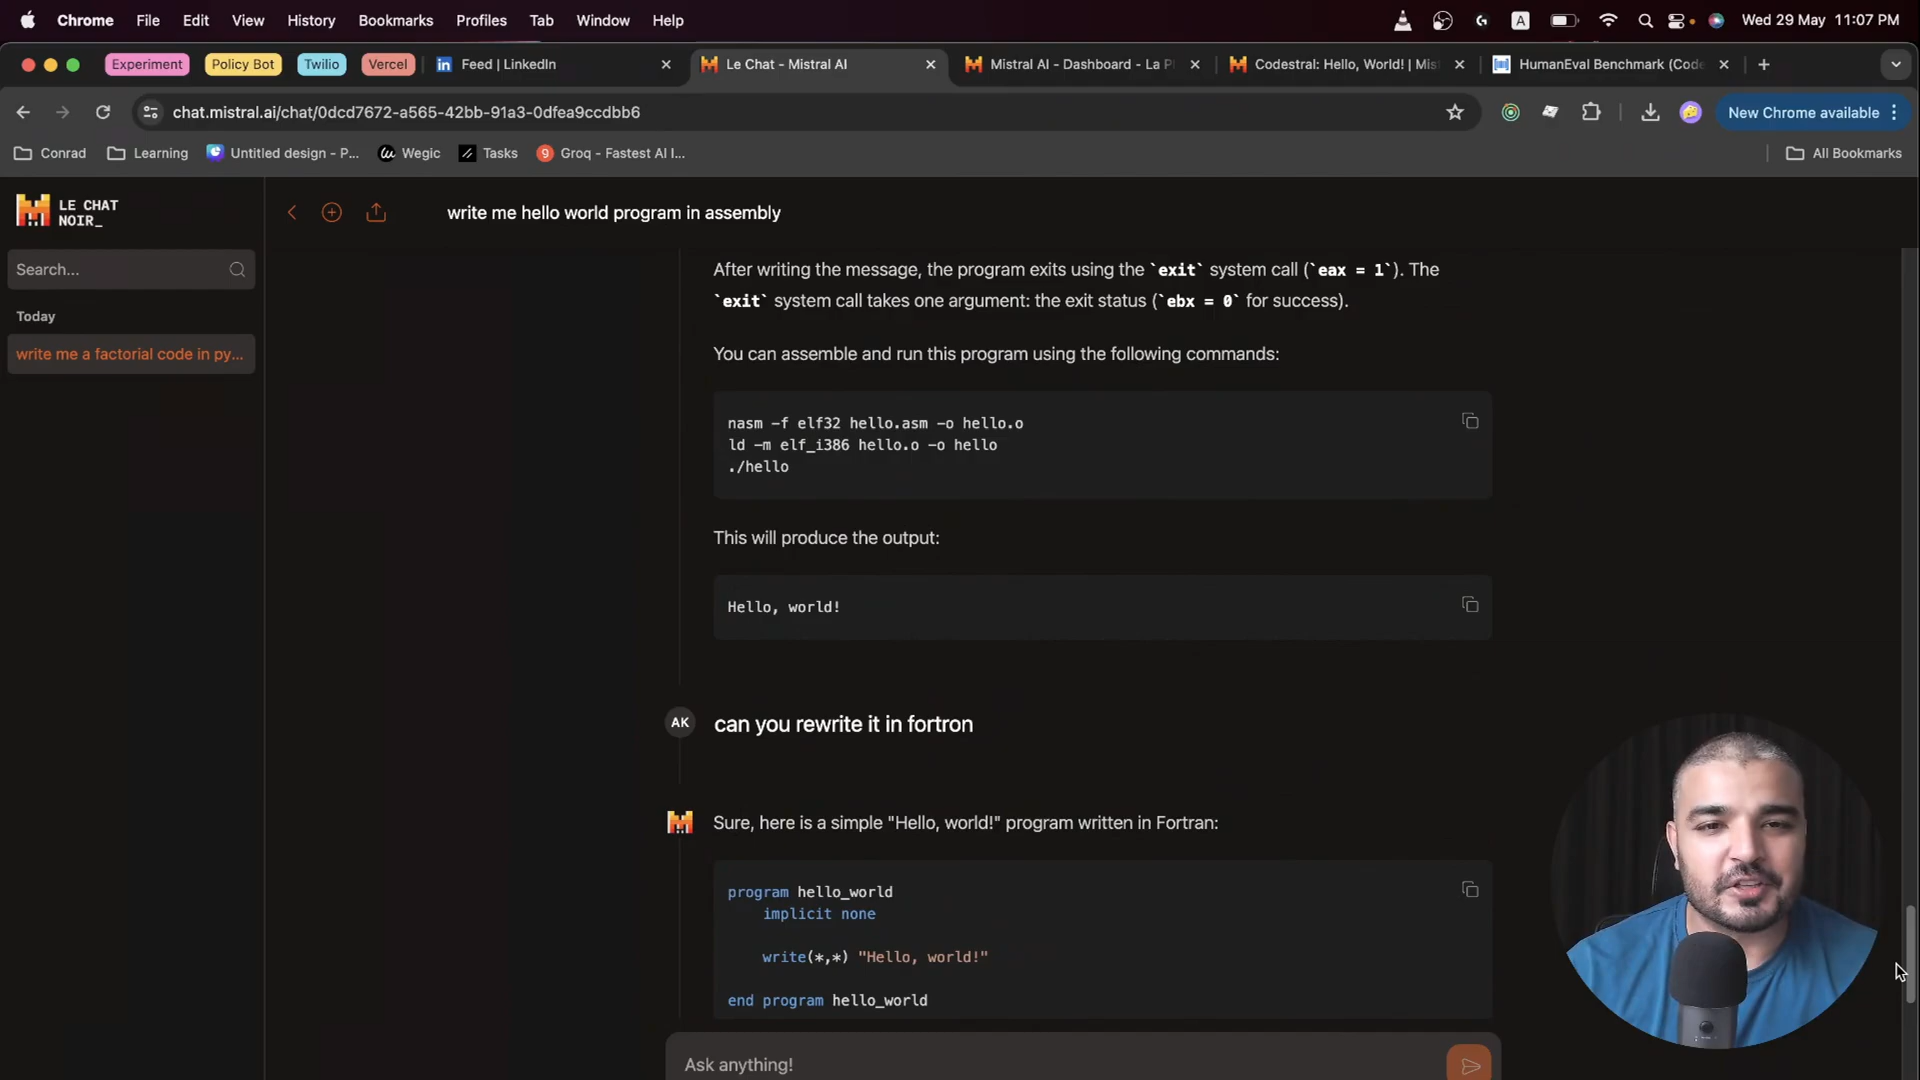 Chrome File Edit View History Bookmarks Profiles Tab Window Help
A Wed 29 May 11:07 PM
Experiment Policy Bot Twilio Vercel Feed | LinkedIn Le Chat - Mistral AI Mistral AI - Dashboard - La Pl Codestral: Hello, World! | Mis HumanEval Benchmark (Code
chat.mistral.ai/chat/0dcd7672-a565-42bb-91a3-0dfea9ccdbb6
New Chrome available
Conrad Learning Untitled design - P... Wegic Tasks Groq - Fastest AI I... All Bookmarks
LE CHAT
NOIR_
write me hello world program in assembly
Search...
Today
write me a factorial code in py...
After writing the message, the program exits using the `exit` system call (`eax = 1`). The
`exit` system call takes one argument: the exit status (`ebx = 0` for success).
You can assemble and run this program using the following commands:
nasm -f elf32 hello.asm -o hello.o
ld -m elf_i386 hello.o -o hello
./hello
This will produce the output:
Hello, world!
AK can you rewrite it in fortron
Sure, here is a simple "Hello, world!" program written in Fortran:
program hello_world
implicit none
write(*,*) "Hello, world!"
end program hello_world
Ask anything!